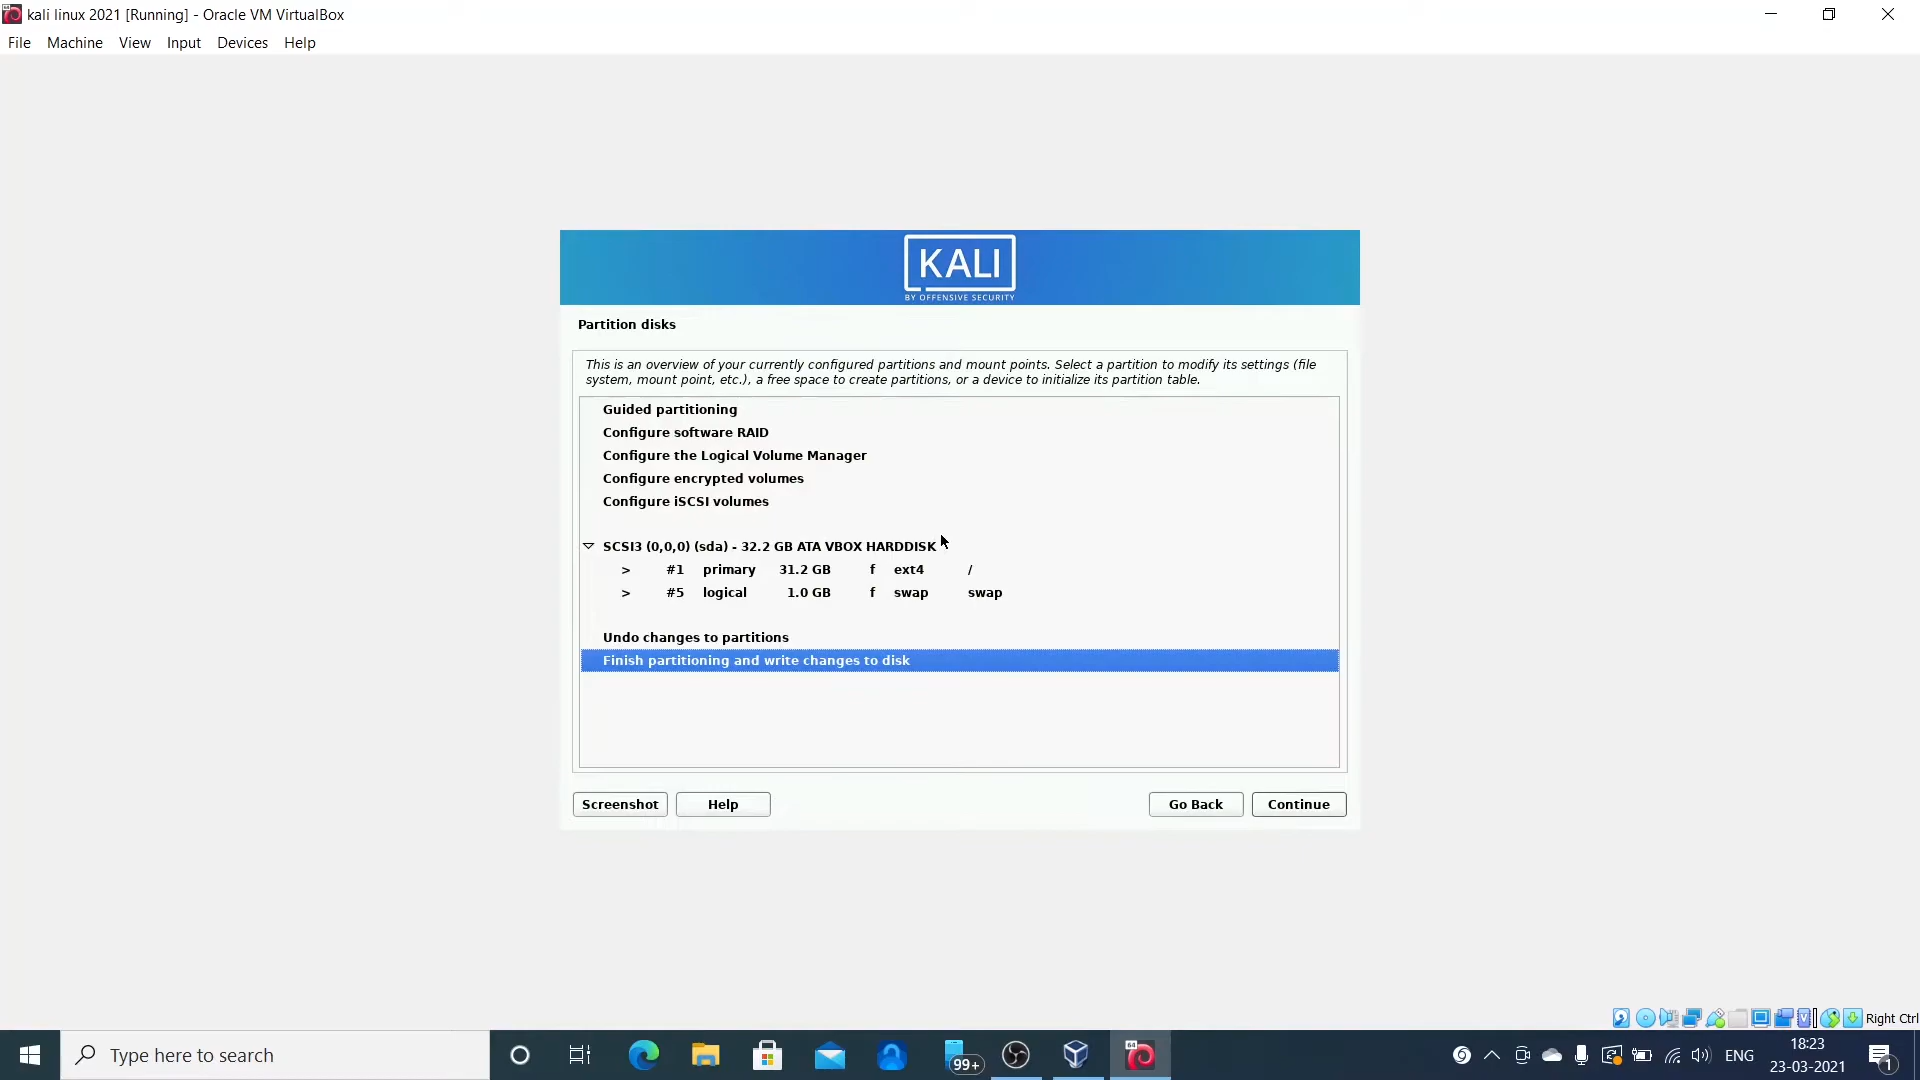 kali linux 2021 [Running] - Oracle VM VirtualBox
File Machine View Input Devices Help
KALI
BY OFFENSIVE SECURITY
Partition disks
This is an overview of your currently configured partitions and mount points. Select a partition to modify its settings (file
system, mount point, etc.), a free space to create partitions, or a device to initialize its partition table.
Guided partitioning
Configure software RAID
Configure the Logical Volume Manager
Configure encrypted volumes
Configure iSCSI volumes
SCSI3 (0,0,0) (sda) - 32.2 GB ATA VBOX HARDDISK
> #1 primary 31.2 GB f ext4 /
> #5 logical 1.0 GB f swap swap
Undo changes to partitions
Finish partitioning and write changes to disk
Screenshot Help Go Back Continue
Right Ctrl
Type here to search
99+
64
ENG
18:23
23-03-2021
1